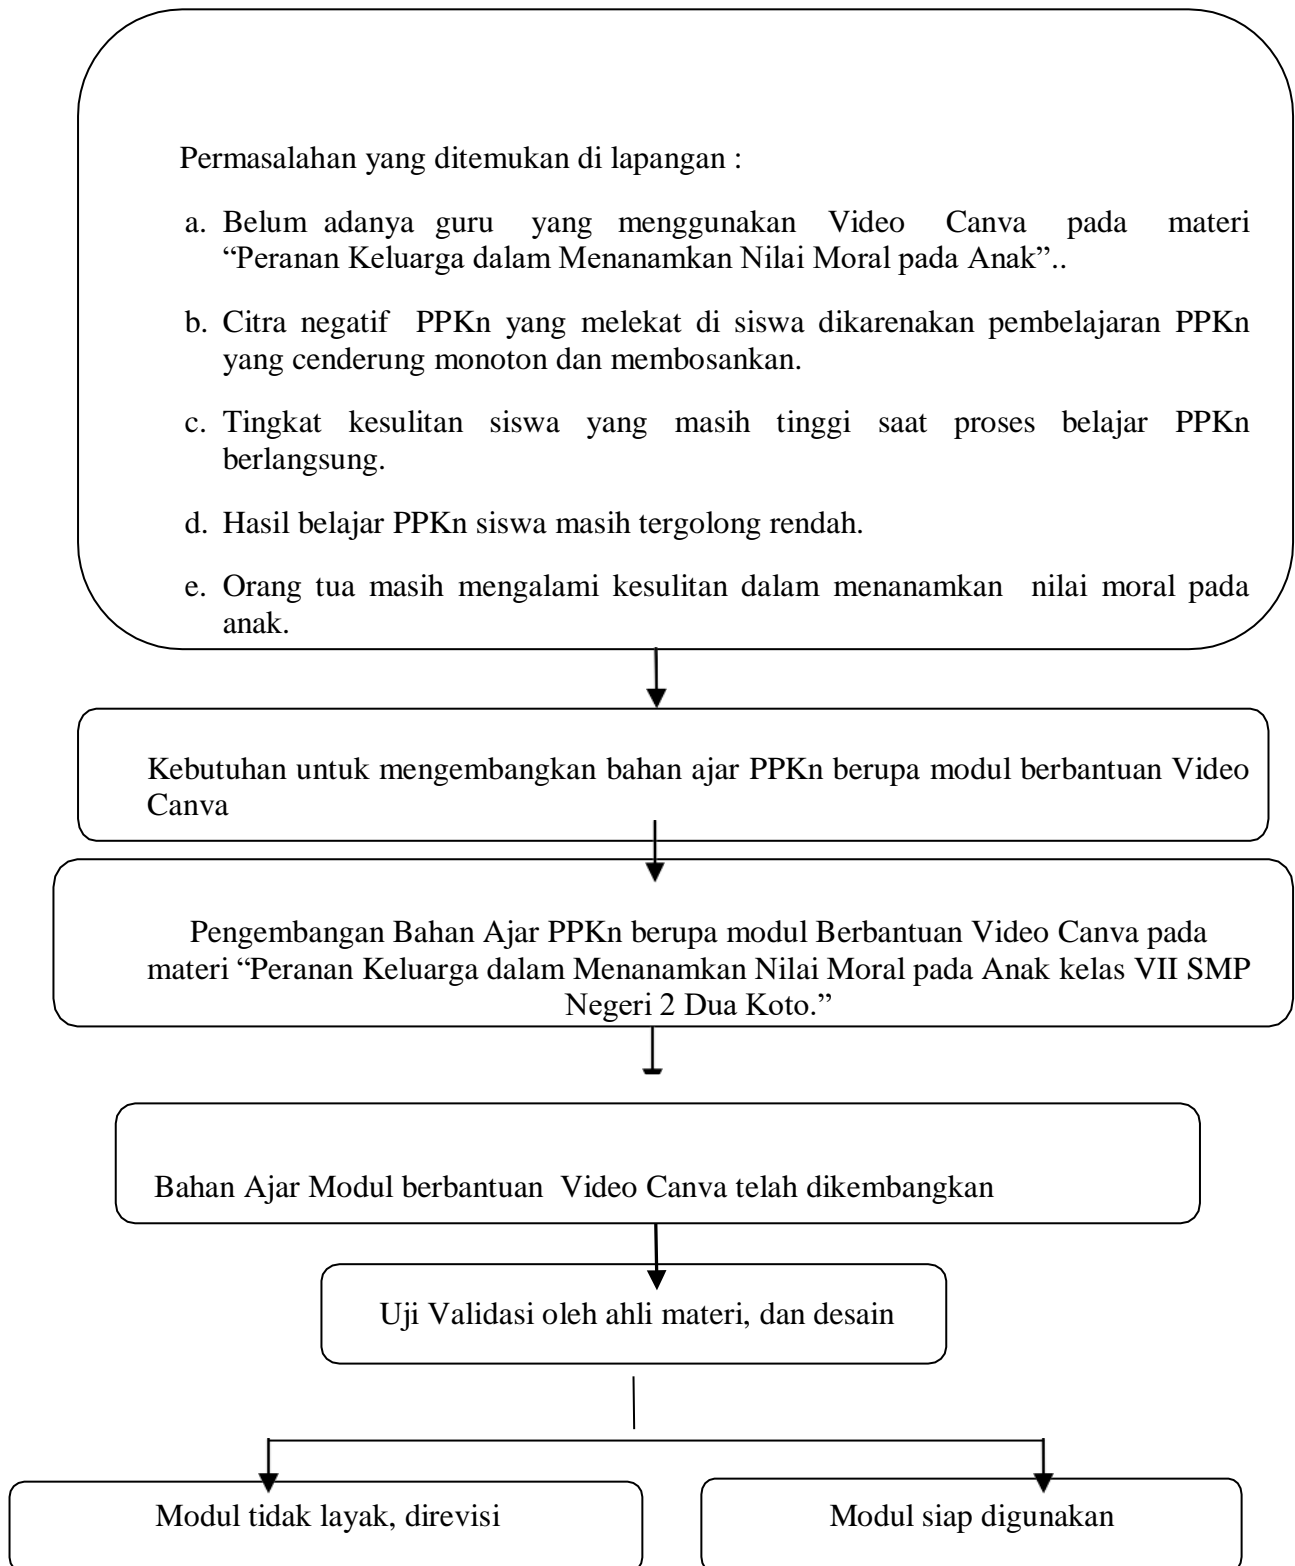 Permasalahan yang ditemukan di lapangan :
a. Belum adanya guru yang menggunakan Video Canva pada materi
“Peranan Keluarga dalam Menanamkan Nilai Moral pada Anak”..
b. Citra negatif PPKn yang melekat di siswa dikarenakan pembelajaran PPKn
yang cenderung monoton dan membosankan.
c. Tingkat kesulitan siswa yang masih tinggi saat proses belajar PPKn
berlangsung.
d. Hasil belajar PPKn siswa masih tergolong rendah.
e. Orang tua masih mengalami kesulitan dalam menanamkan nilai moral pada
anak.
Kebutuhan untuk mengembangkan bahan ajar PPKn berupa modul berbantuan Video
Canva
Pengembangan Bahan Ajar PPKn berupa modul Berbantuan Video Canva pada
materi “Peranan Keluarga dalam Menanamkan Nilai Moral pada Anak kelas VII SMP
Negeri 2 Dua Koto.”
Bahan Ajar Modul berbantuan Video Canva telah dikembangkan
Uji Validasi oleh ahli materi, dan desain
Modul tidak layak, direvisi
Modul siap digunakan